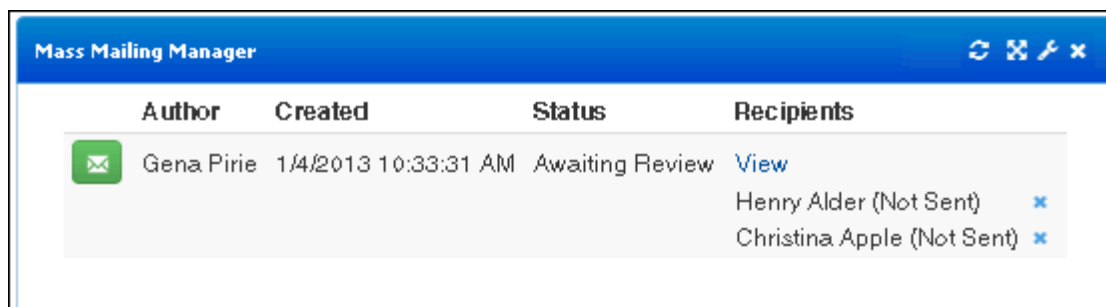 Mass Mailing Manager
Author Created Status Recipients
Gena Pirie 1/4/2013 10:33:31 AM Awaiting Review View
Henry Alder (Not Sent)
Christina Apple (Not Sent)